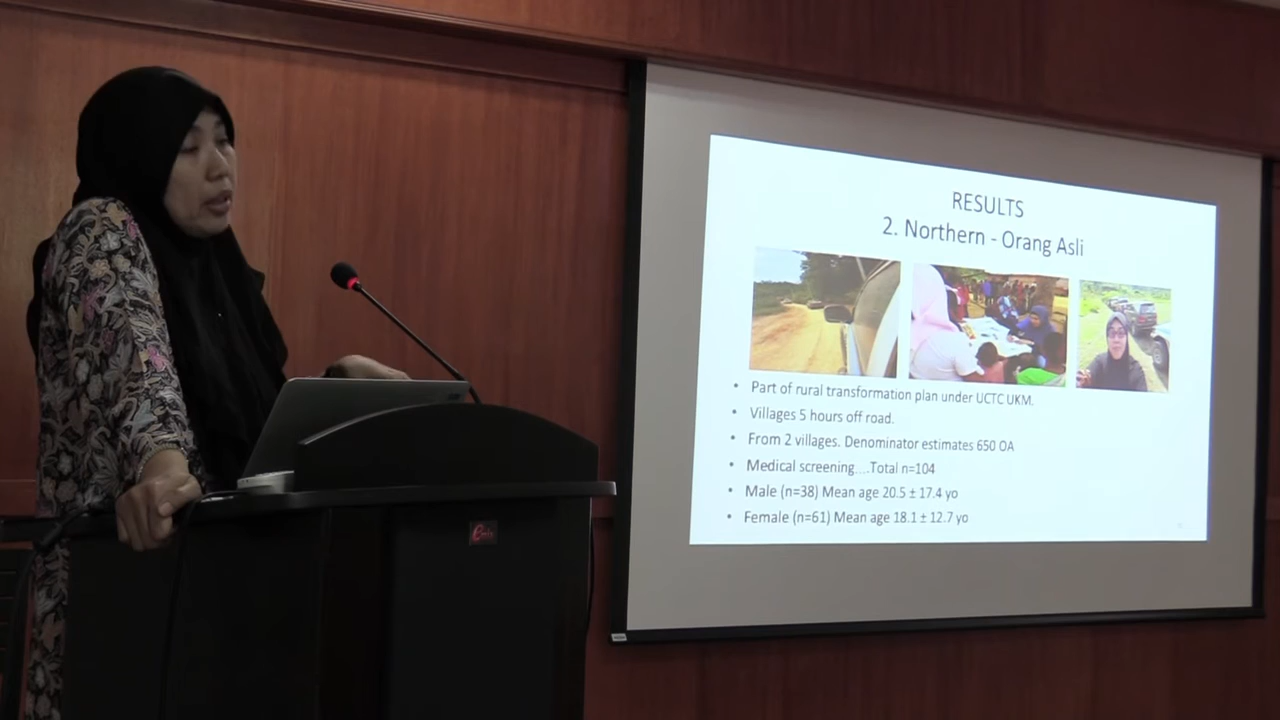 RESULTS
2. Northern - Orang Asli
• Part of rural transformation plan under UCTC UKM.
• Villages 5 hours off road.
• From 2 villages. Denominator estimates 650 OA
• Medical screening....Total n=104
• Male (n=38) Mean age 20.5 ± 17.4 yo
• Female (n=61) Mean age 18.1 ± 12.7 yo